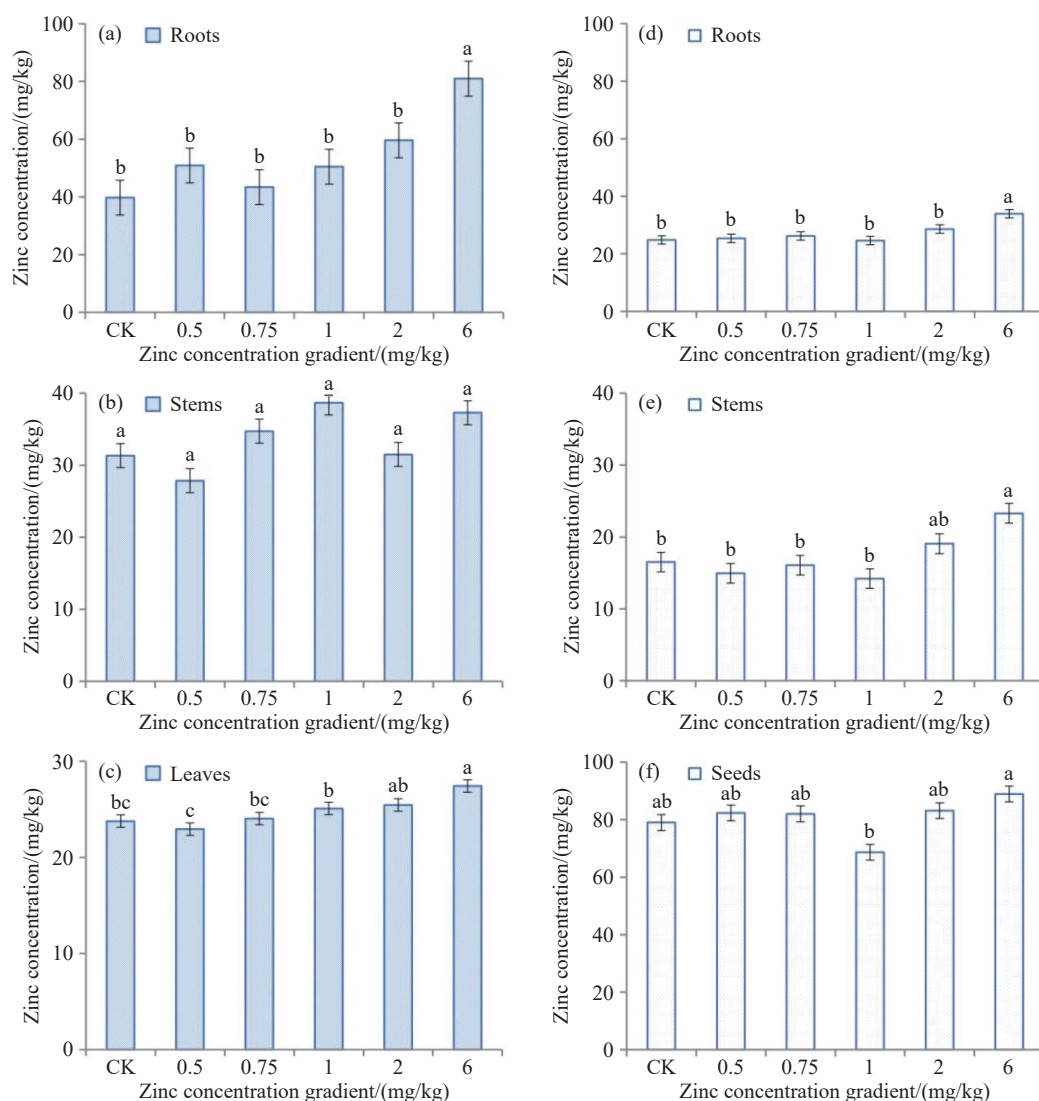 (a) Roots
Zinc concentration/(mg/kg)
100
80
60
40
20
0
b b b b b a
CK 0.5 0.75 1 2 6
Zinc concentration gradient/(mg/kg)
(d) Roots
Zinc concentration/(mg/kg)
100
80
60
40
20
0
b b b b b a
CK 0.5 0.75 1 2 6
Zinc concentration gradient/(mg/kg)
(b) Stems
Zinc concentration/(mg/kg)
40
30
20
10
0
a a a a a a
CK 0.5 0.75 1 2 6
Zinc concentration gradient/(mg/kg)
(e) Stems
Zinc concentration/(mg/kg)
40
30
20
10
0
b b b b ab a
CK 0.5 0.75 1 2 6
Zinc concentration gradient/(mg/kg)
(c) Leaves
Zinc concentration/(mg/kg)
30
20
10
0
bc c bc b ab a
CK 0.5 0.75 1 2 6
Zinc concentration gradient/(mg/kg)
(f) Seeds
Zinc concentration/(mg/kg)
100
80
60
40
20
0
ab ab ab b ab a
CK 0.5 0.75 1 2 6
Zinc concentration gradient/(mg/kg)